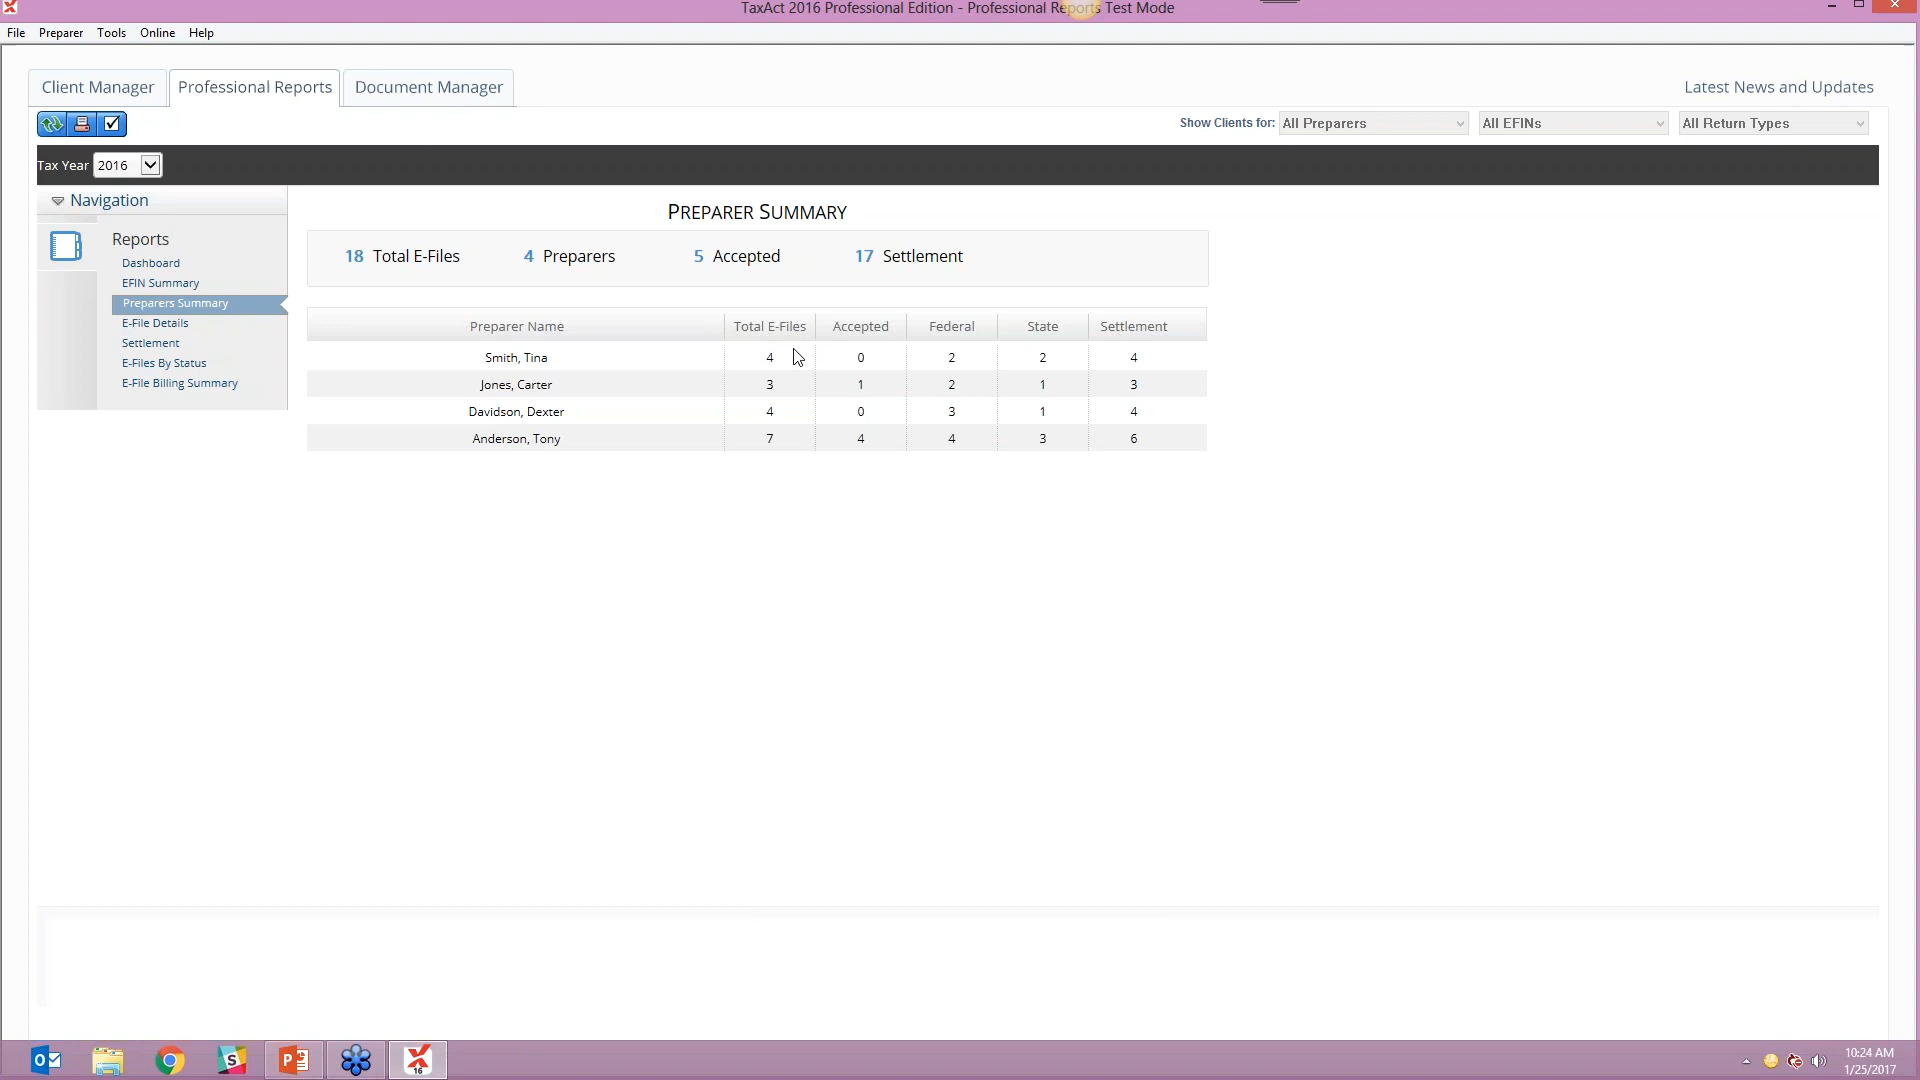 TaxAct 2016 Professional Edition - Professional Reports Test Mode
File Preparer Tools Online Help
Client Manager Professional Reports Document Manager Latest News and Updates
Show Clients for: All Preparers All EFINs All Return Types
Tax Year 2016
Navigation
Reports
Dashboard
EFIN Summary
Preparers Summary
E-File Details
Settlement
E-Files By Status
E-File Billing Summary
PREPARER SUMMARY
18 Total E-Files 4 Preparers 5 Accepted 17 Settlement
Preparer Name Total E-Files Accepted Federal State Settlement
Smith, Tina 4 0 2 2 4
Jones, Carter 3 1 2 1 3
Davidson, Dexter 4 0 3 1 4
Anderson, Tony 7 4 4 3 6
16
10:24 AM
1/25/2017